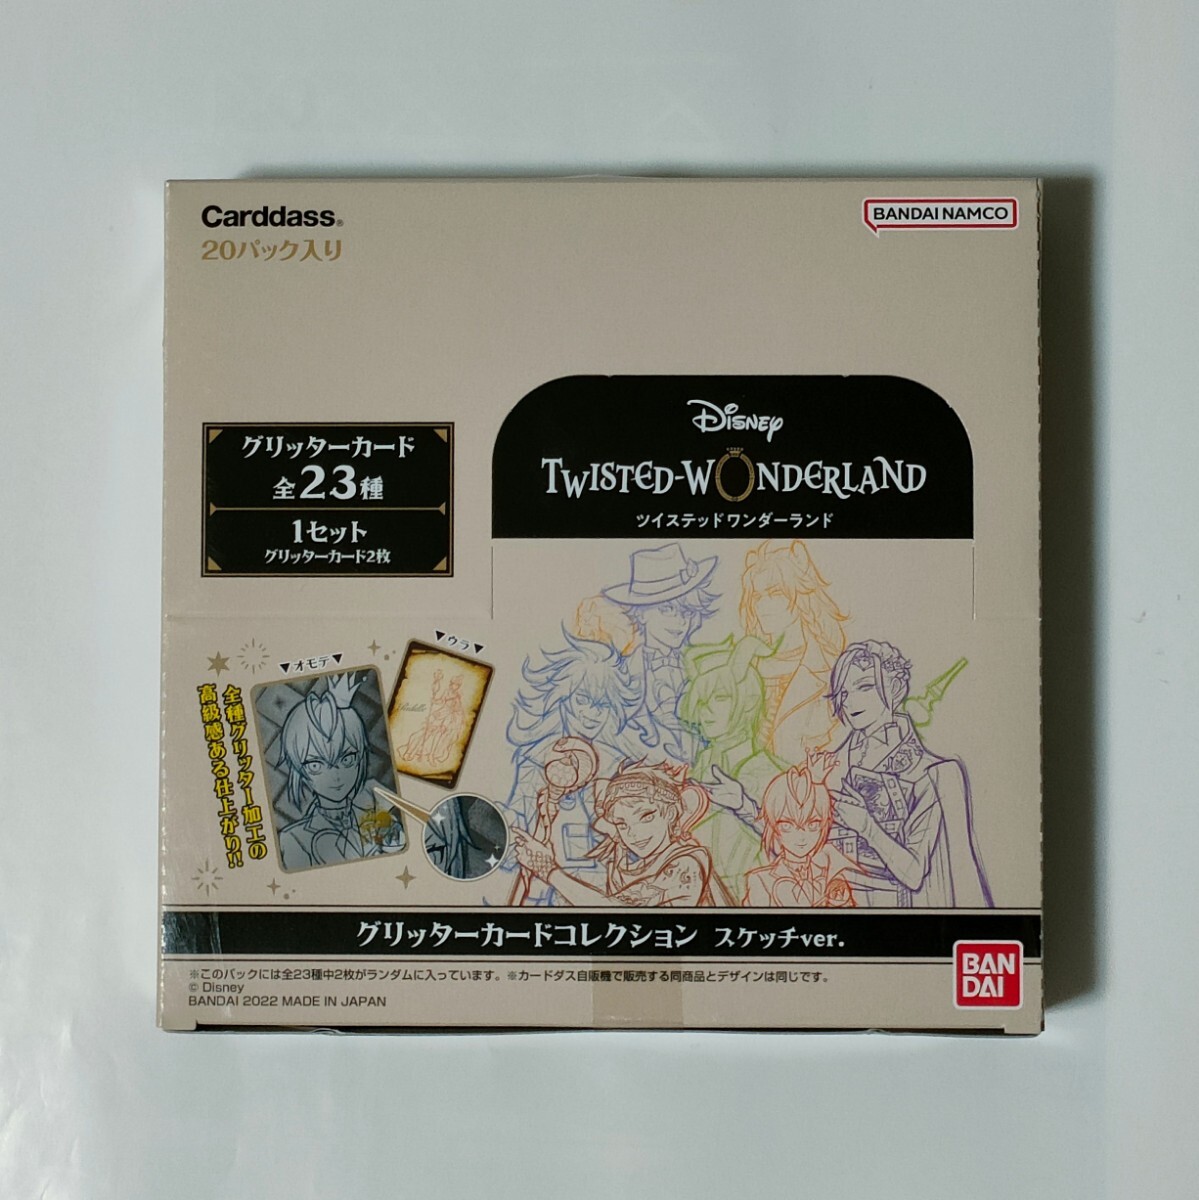 Carddass®
20パック入り
BANDAI NAMCO
グリッターカード
全23種
1セット
グリッターカード2枚
Disney
TWISTED-WONDERLAND
ツイステッドワンダーランド
▼オモテ▼
▼ウラ▼
全種グリッター加工の
高級感ある仕上がり!!
グリッターカードコレクション スケッチver.
※このパックには全23種中2枚がランダムに入っています。※カードダス自販機で販売する同商品とデザインは同じです。
© Disney
BANDAI 2022 MADE IN JAPAN
BAN
DAI